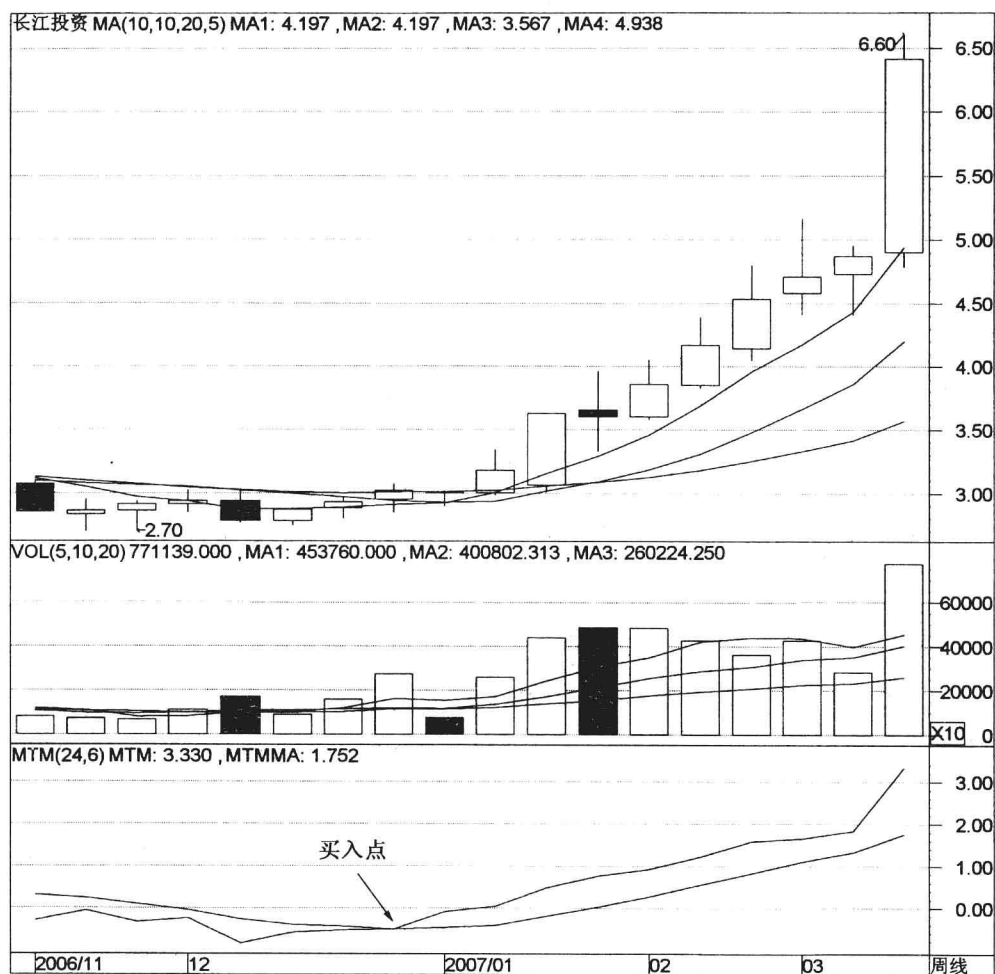 长江投资 MA(10,10,20,5) MA1: 4.197 , MA2: 4.197 , MA3: 3.567 , MA4: 4.938
6.60
6.50
6.00
5.50
5.00
4.50
4.00
3.50
3.00
2.70
VOL(5,10,20) 771139.000 , MA1: 453760.000 , MA2: 400802.313 , MA3: 260224.250
60000
40000
20000
X10 0
MTM(24,6) MTM: 3.330 , MTMMA: 1.752
3.00
2.00
买入点
1.00
0.00
2006/11 12 2007/01 02 03 周线